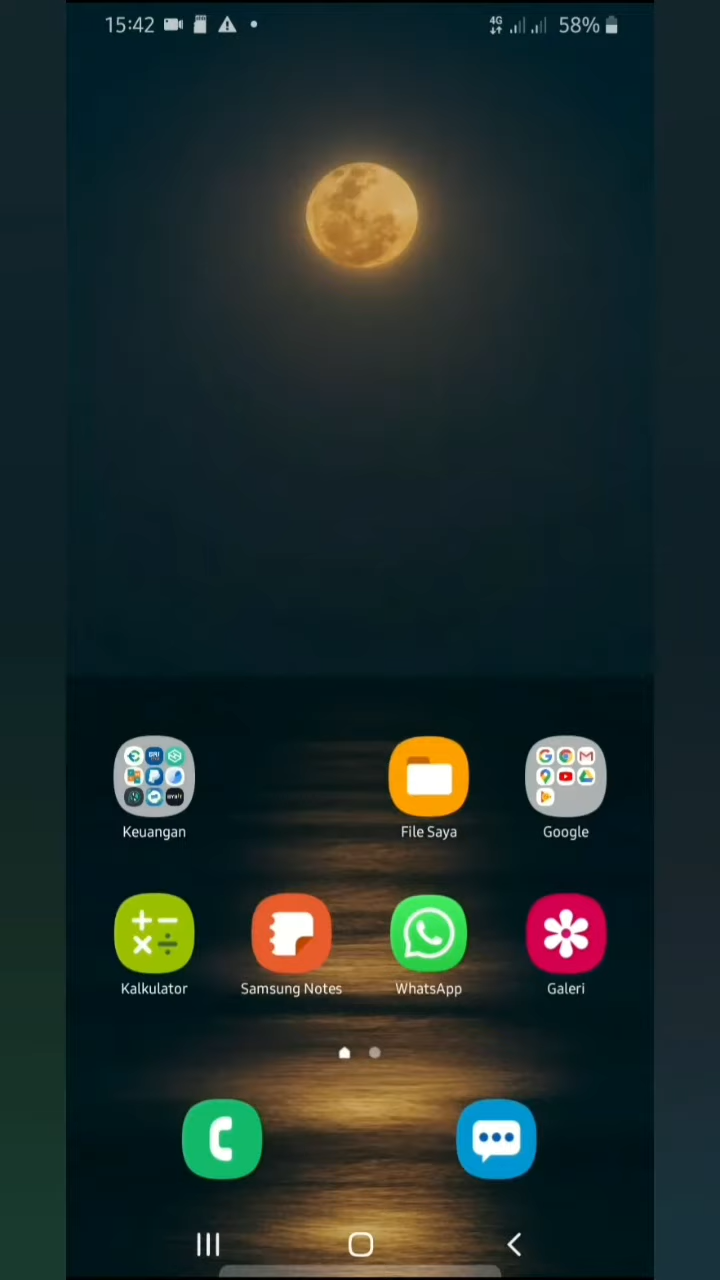 15:42 4G 58%
Keuangan File Saya Google
Kalkulator Samsung Notes WhatsApp Galeri